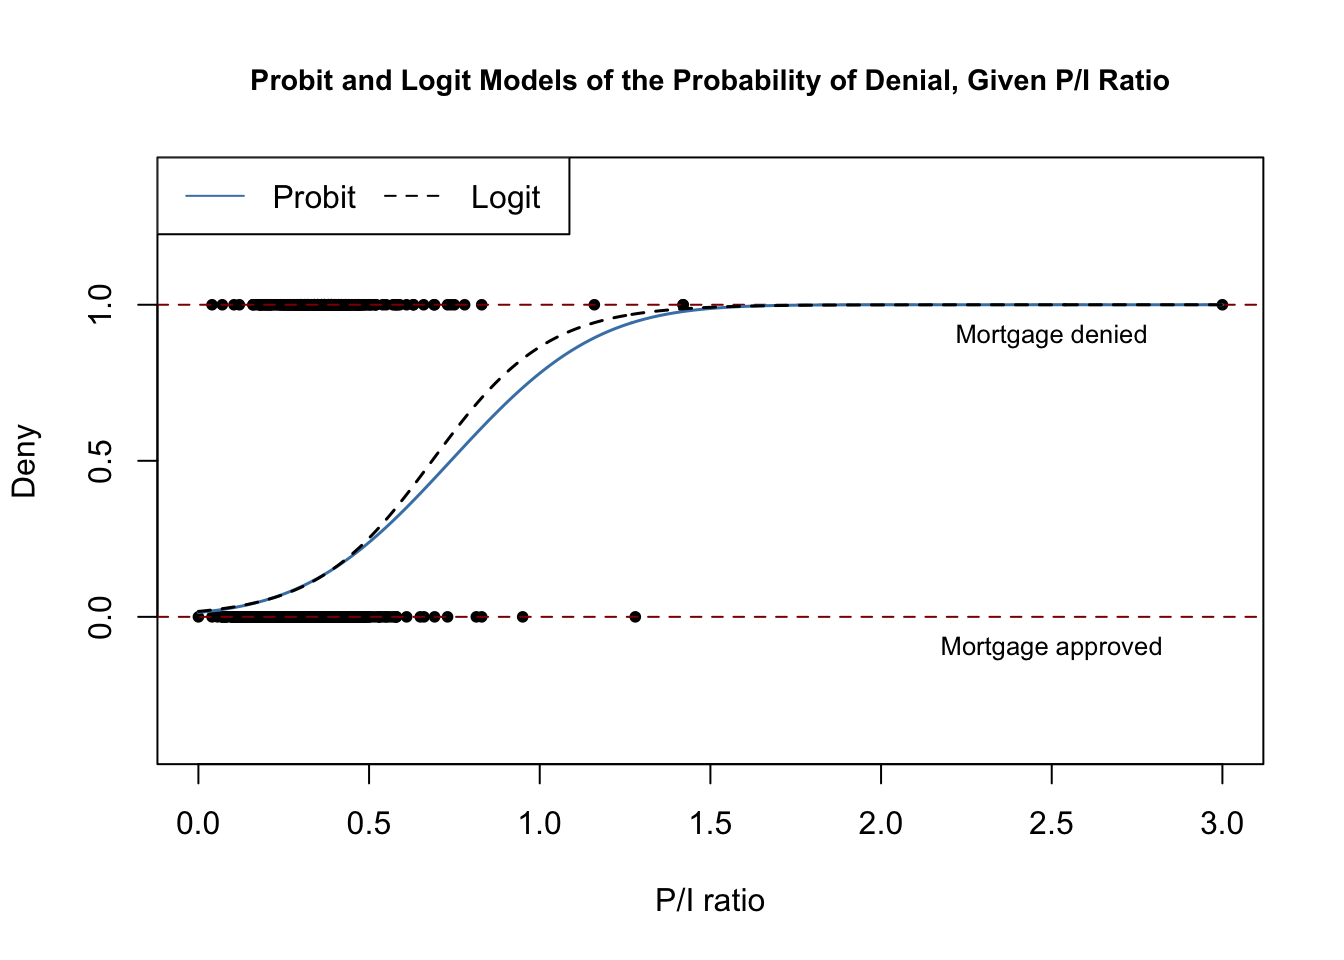 Probit and Logit Models of the Probability of Denial, Given P/I Ratio
Probit
Logit
Deny
1.0
0.5
0.0
Mortgage denied
Mortgage approved
0.0 0.5 1.0 1.5 2.0 2.5 3.0
P/I ratio